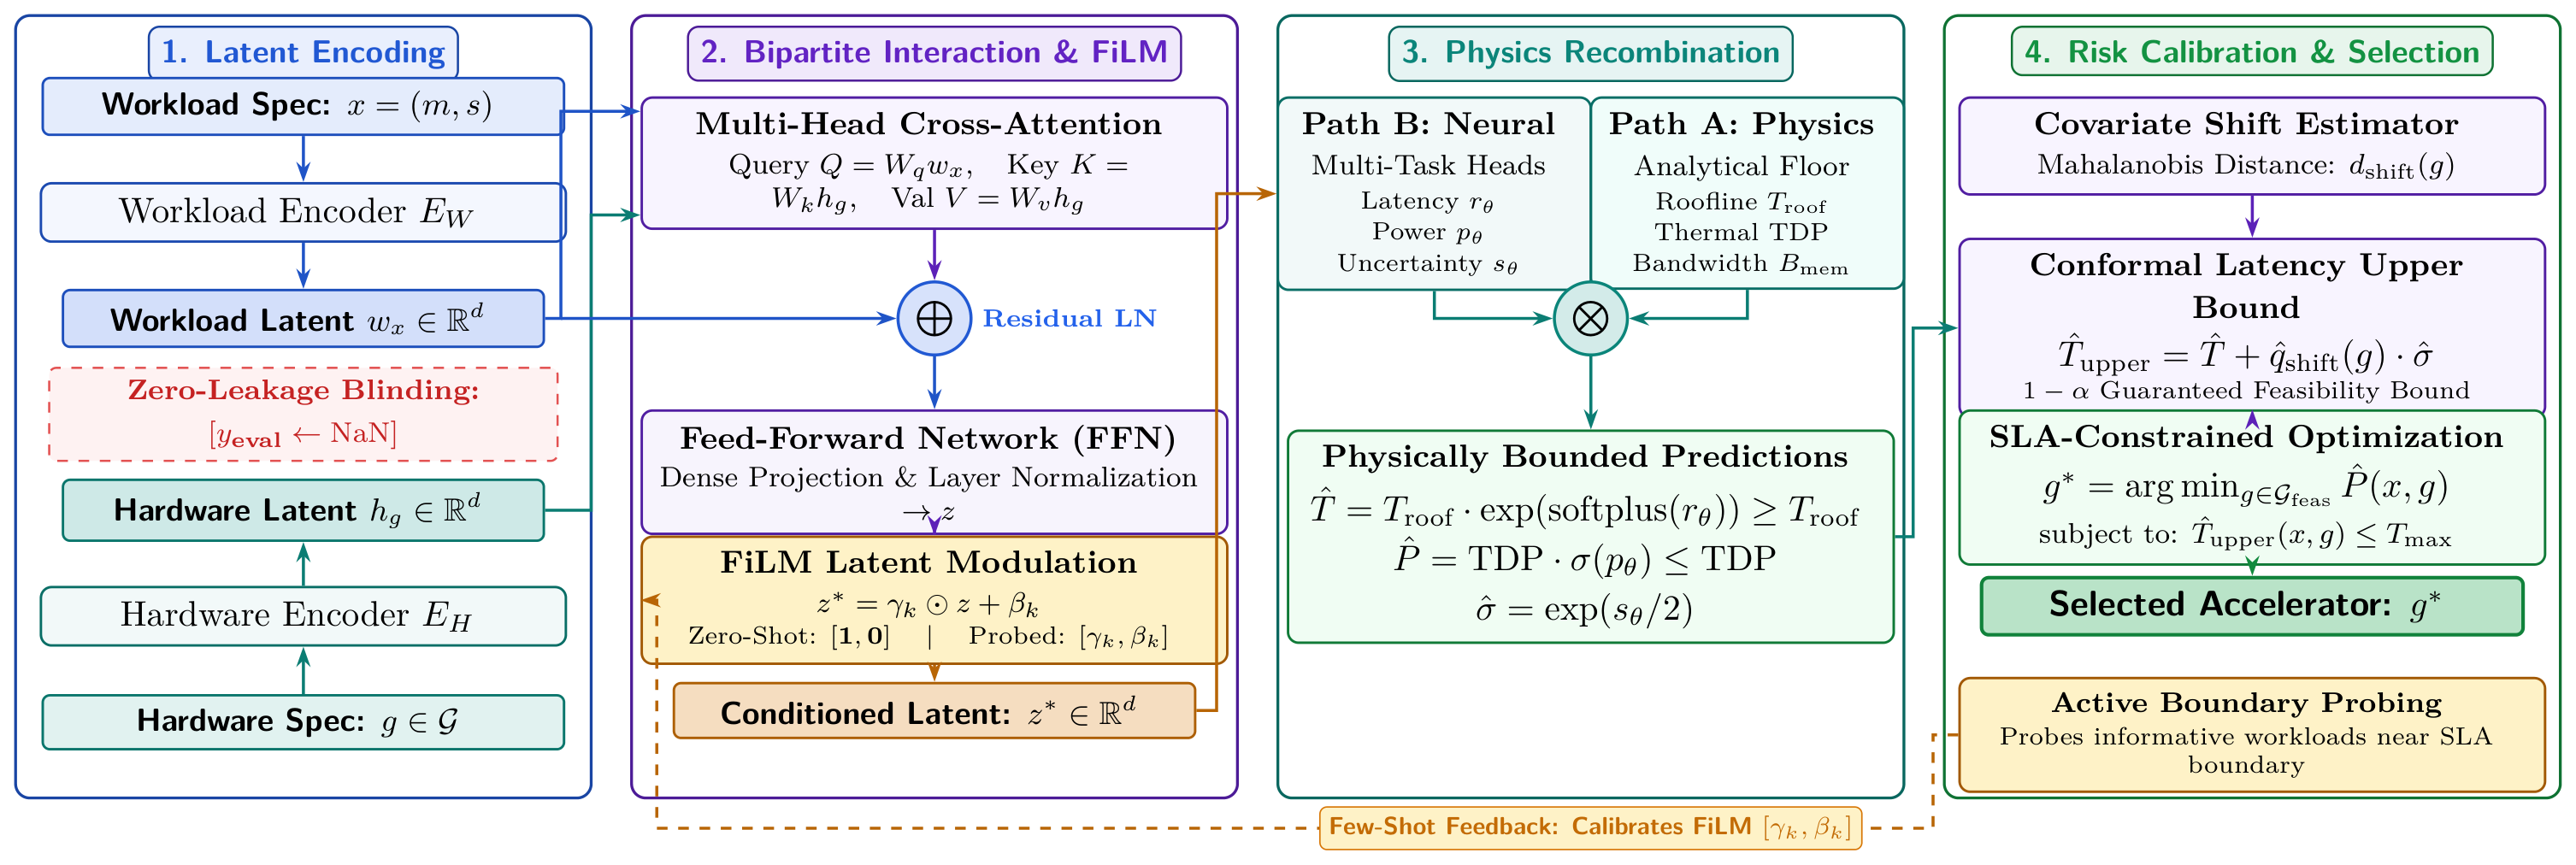 1. Latent Encoding
Workload Spec: x = (m, s)
Workload Encoder E_W
Workload Latent w_x ∈ ℝ^d
Zero-Leakage Blinding:
[y_eval ← NaN]
Hardware Latent h_g ∈ ℝ^d
Hardware Encoder E_H
Hardware Spec: g ∈ 𝒢
2. Bipartite Interaction & FiLM
Multi-Head Cross-Attention
Query Q = W_q w_x, Key K =
W_k h_g, Val V = W_v h_g
⊕
Residual LN
Feed-Forward Network (FFN)
Dense Projection & Layer Normalization
→ z
FiLM Latent Modulation
z* = γ_k ⊙ z + β_k
Zero-Shot: [1, 0] | Probed: [γ_k, β_k]
Conditioned Latent: z* ∈ ℝ^d
3. Physics Recombination
Path B: Neural
Multi-Task Heads
Latency r_θ
Power p_θ
Uncertainty s_θ
Path A: Physics
Analytical Floor
Roofline T_roof
Thermal TDP
Bandwidth B_mem
⊗
Physically Bounded Predictions
T̂ = T_roof · exp(softplus(r_θ)) ≥ T_roof
P̂ = TDP · σ(p_θ) ≤ TDP
σ̂ = exp(s_θ/2)
4. Risk Calibration & Selection
Covariate Shift Estimator
Mahalanobis Distance: d_shift(g)
Conformal Latency Upper
Bound
T̂_upper = T̂ + q̂_shift(g) · σ̂
1 − α Guaranteed Feasibility Bound
SLA-Constrained Optimization
g* = arg min_{g∈𝒢_feas} P̂(x, g)
subject to: T̂_upper(x, g) ≤ T_max
Selected Accelerator: g*
Active Boundary Probing
Probes informative workloads near SLA
boundary
Few-Shot Feedback: Calibrates FiLM [γ_k, β_k]